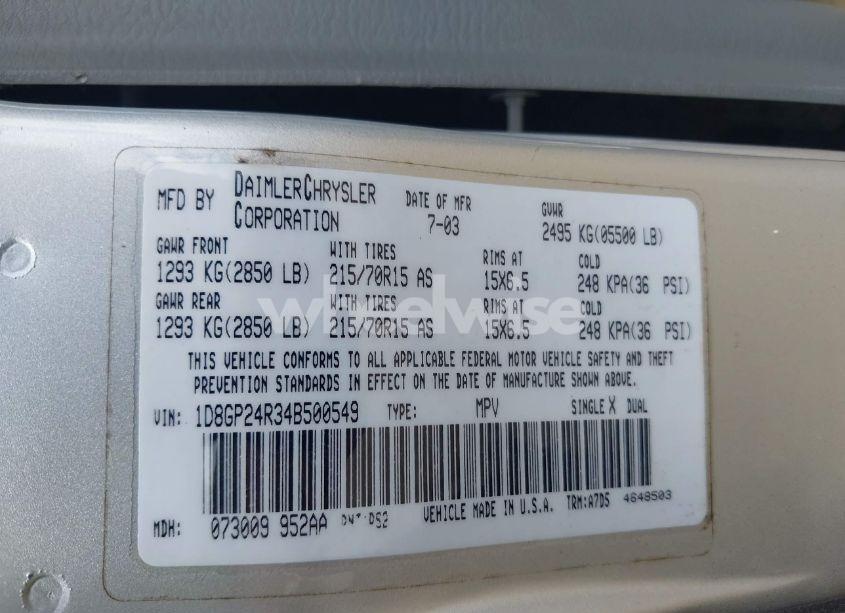 MFD BY DAIMLERCHRYSLER CORPORATION DATE OF MFR 7-03 GVWR 2495 KG(05500 LB)
GAWR FRONT WITH TIRES RIMS AT COLD
1293 KG(2850 LB) 215/70R15 AS 15X6.5 248 KPA(36 PSI)
GAWR REAR WITH TIRES RIMS AT COLD
1293 KG(2850 LB) 215/70R15 AS 15X6.5 248 KPA(36 PSI)
THIS VEHICLE CONFORMS TO ALL APPLICABLE FEDERAL MOTOR VEHICLE SAFETY AND THEFT
PREVENTION STANDARDS IN EFFECT ON THE DATE OF MANUFACTURE SHOWN ABOVE.
VIN: 1D8GP24R34B500549 TYPE: MPV SINGLE X DUAL
MDH: 073009 952AA VEHICLE MADE IN U.S.A. TRM:A7D5 4648503